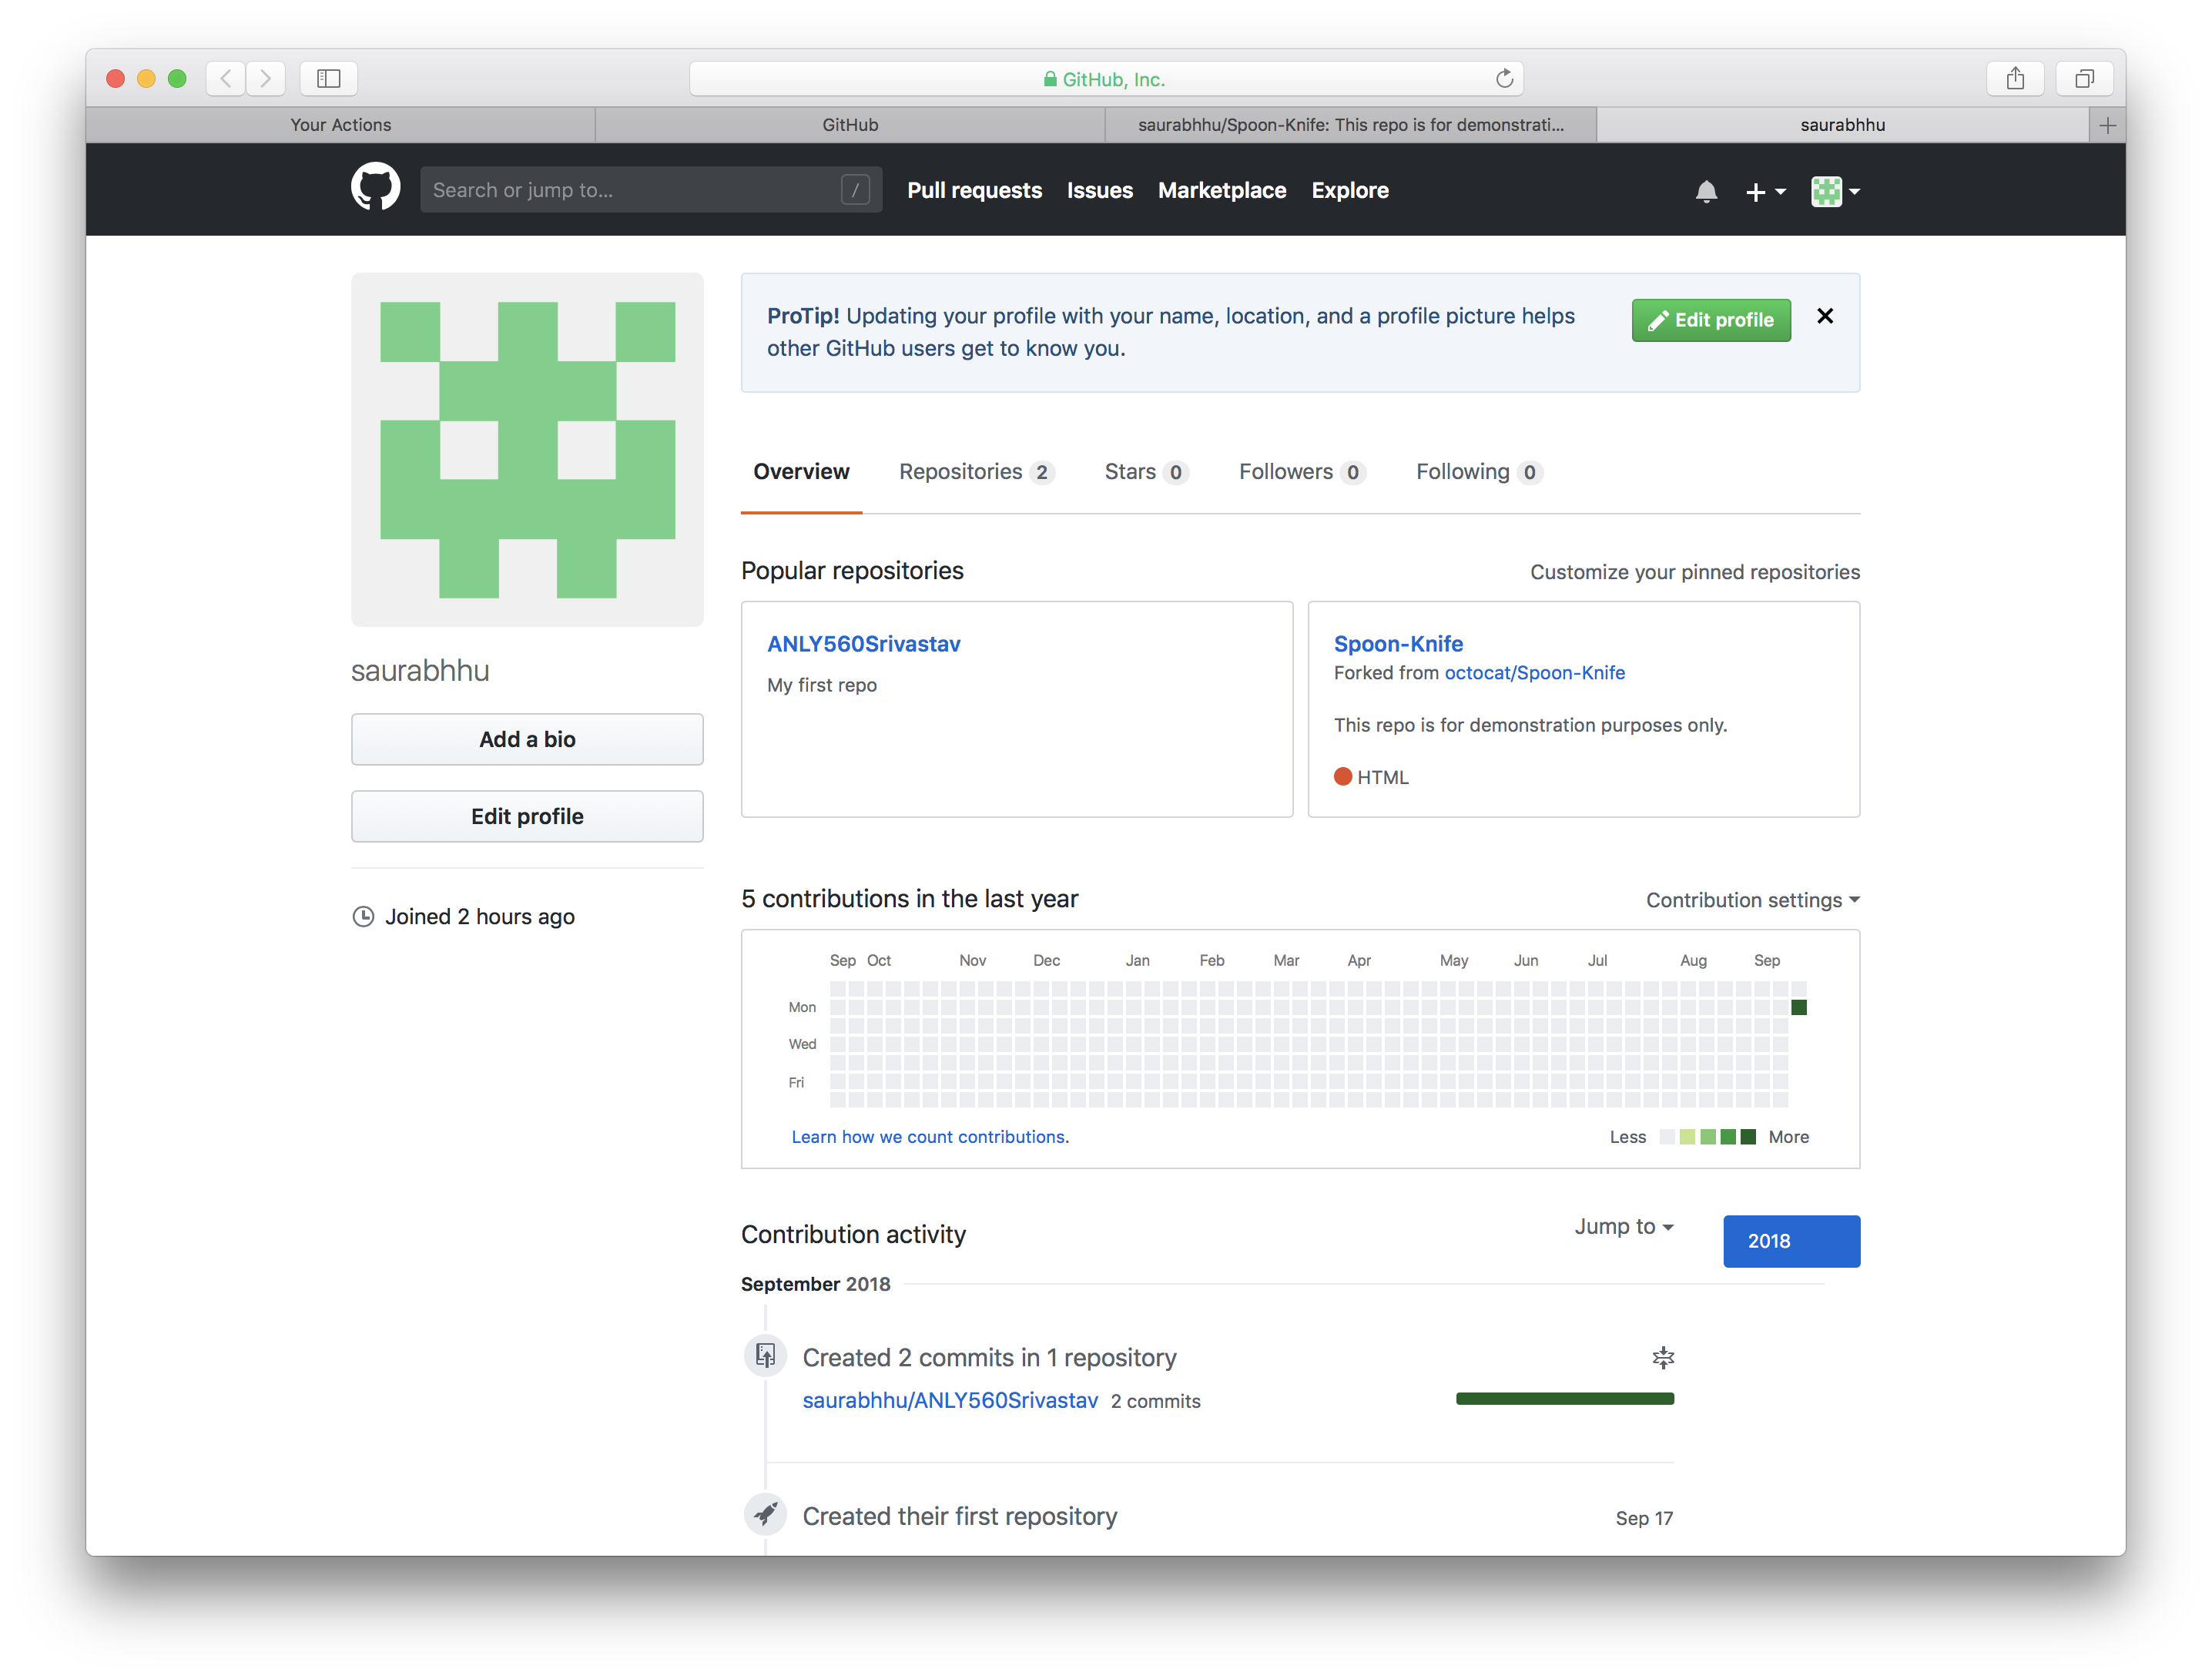 GitHub, Inc.
Your Actions
GitHub
saurabhhu/Spoon-Knife: This repo is for demonstrati...
saurabhhu
Search or jump to...
/
Pull requests
Issues
Marketplace
Explore
ProTip! Updating your profile with your name, location, and a profile picture helps
other GitHub users get to know you.
Edit profile
saurabhhu
Add a bio
Edit profile
Joined 2 hours ago
Overview
Repositories 2
Stars 0
Followers 0
Following 0
Popular repositories
Customize your pinned repositories
ANLY560Srivastav
My first repo
Spoon-Knife
Forked from octocat/Spoon-Knife
This repo is for demonstration purposes only.
HTML
5 contributions in the last year
Contribution settings
Sep Oct Nov Dec Jan Feb Mar Apr May Jun Jul Aug Sep
Mon
Wed
Fri
Learn how we count contributions.
Less More
Contribution activity
Jump to
2018
September 2018
Created 2 commits in 1 repository
saurabhhu/ANLY560Srivastav 2 commits
Created their first repository
Sep 17